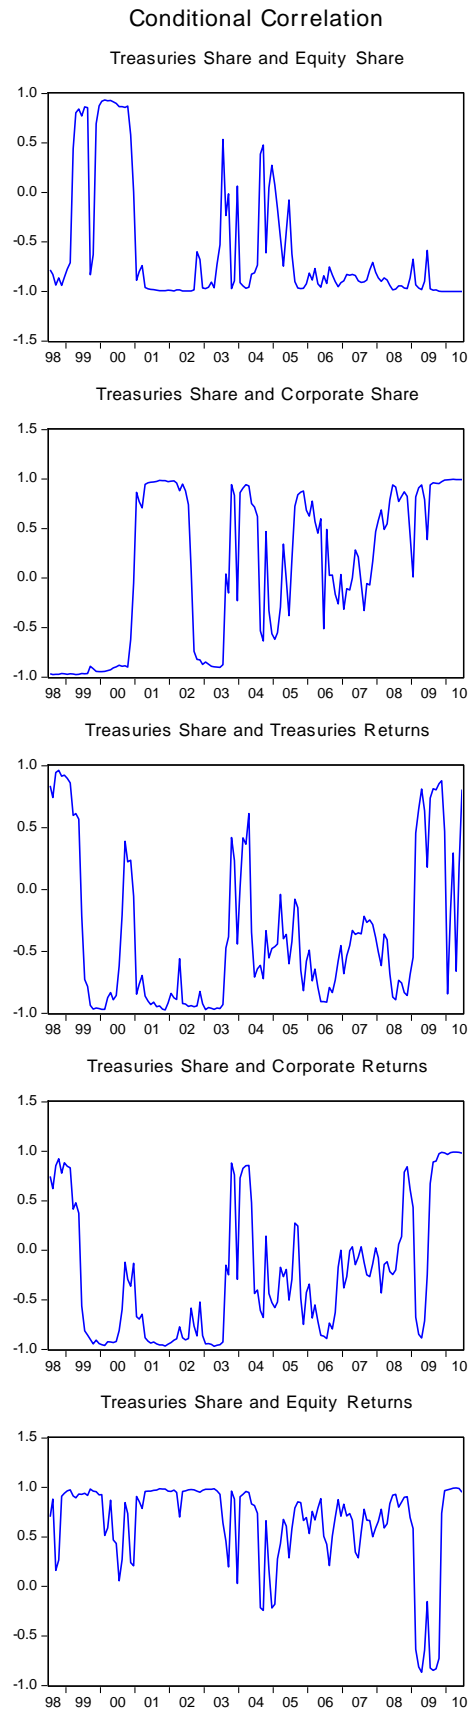 Conditional Correlation
Treasuries Share and Equity Share
1.0
0.5
0.0
-0.5
-1.0
-1.5
98 99 00 01 02 03 04 05 06 07 08 09 10
Treasuries Share and Corporate Share
1.5
1.0
0.5
0.0
-0.5
-1.0
98 99 00 01 02 03 04 05 06 07 08 09 10
Treasuries Share and Treasuries Returns
1.0
0.5
0.0
-0.5
-1.0
98 99 00 01 02 03 04 05 06 07 08 09 10
Treasuries Share and Corporate Returns
1.5
1.0
0.5
0.0
-0.5
-1.0
98 99 00 01 02 03 04 05 06 07 08 09 10
Treasuries Share and Equity Returns
1.5
1.0
0.5
0.0
-0.5
-1.0
98 99 00 01 02 03 04 05 06 07 08 09 10